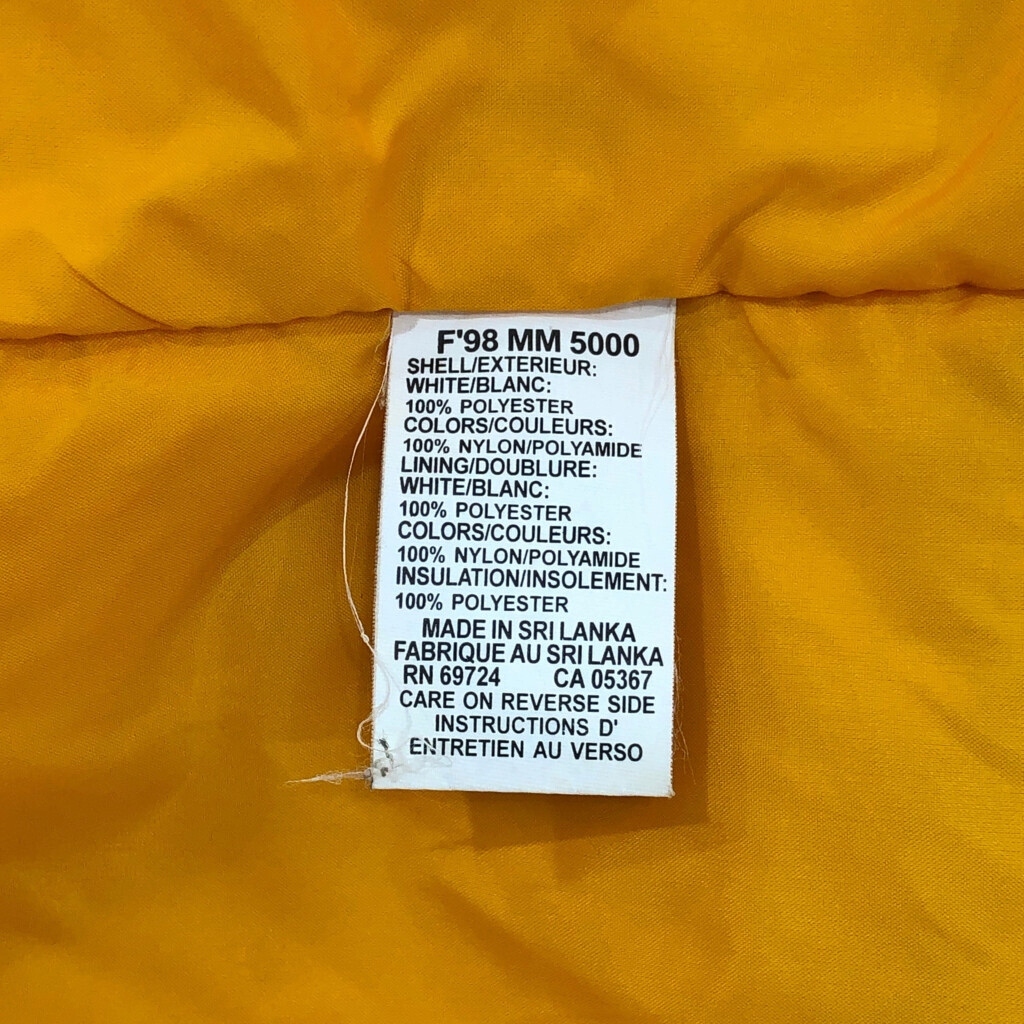 F'98 MM 5000
SHELL/EXTERIEUR:
WHITE/BLANC:
100% POLYESTER
COLORS/COULEURS:
100% NYLON/POLYAMIDE
LINING/DOUBLURE:
WHITE/BLANC:
100% POLYESTER
COLORS/COULEURS:
100% NYLON/POLYAMIDE
INSULATION/INSOLEMENT:
100% POLYESTER
MADE IN SRI LANKA
FABRIQUE AU SRI LANKA
RN 69724 CA 05367
CARE ON REVERSE SIDE
INSTRUCTIONS D'
ENTRETIEN AU VERSO